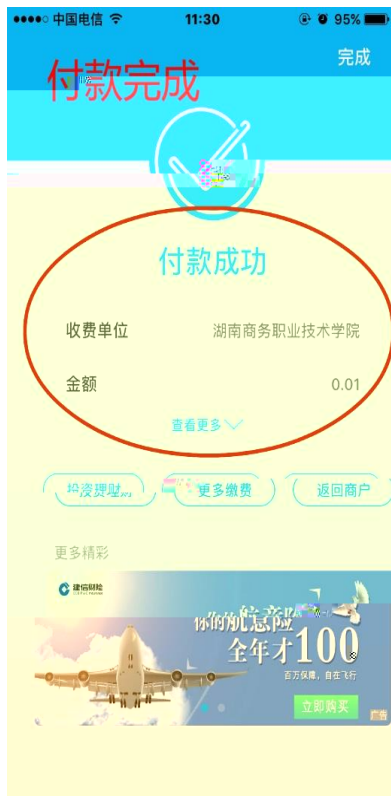 中国电信 11:30 95%
完成
付款完成
付款成功
收费单位 湖南商务职业技术学院
金额 0.01
查看更多
投资理财 更多缴费 返回商户
更多精彩
建信财险
你的航意险
全年才100
百万保障，自在飞行
立即购买
广告